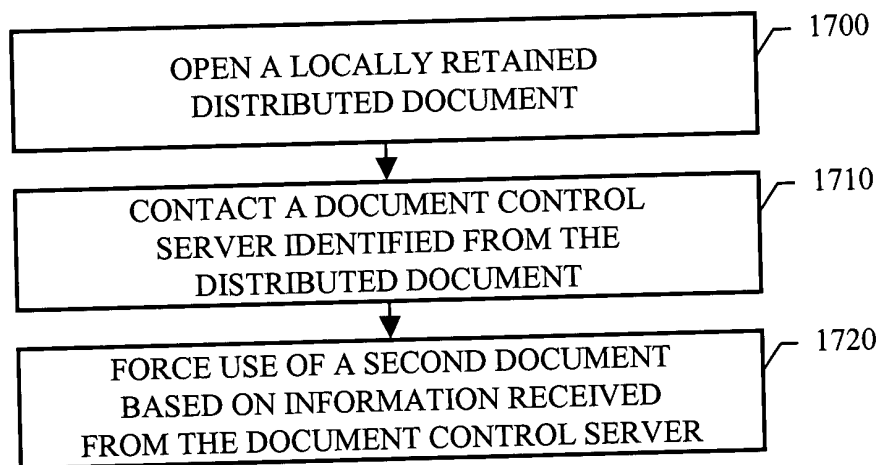 1700
OPEN A LOCALLY RETAINED
DISTRIBUTED DOCUMENT
1710
CONTACT A DOCUMENT CONTROL
SERVER IDENTIFIED FROM THE
DISTRIBUTED DOCUMENT
1720
FORCE USE OF A SECOND DOCUMENT
BASED ON INFORMATION RECEIVED
FROM THE DOCUMENT CONTROL SERVER